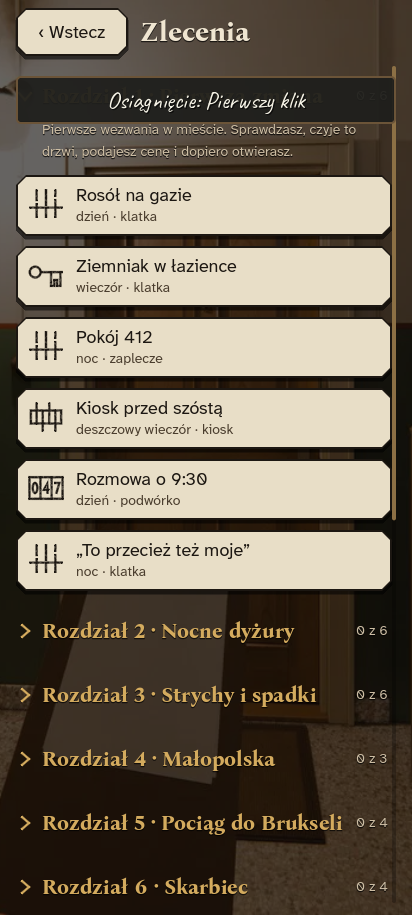 ‹ Wstecz
Zlecenia
Osiągnięcie: Pierwszy klik
Pierwsze wezwania w mieście. Sprawdzasz, czyje to
drzwi, podajesz cenę i dopiero otwierasz.
Rosół na gazie
dzień · klatka
Ziemniak w łazience
wieczór · klatka
Pokój 412
noc · zaplecze
Kiosk przed szóstą
deszczowy wieczór · kiosk
047
Rozmowa o 9:30
dzień · podwórko
„To przecież też moje”
noc · klatka
Rozdział 2 · Nocne dyżury
0 z 6
Rozdział 3 · Strychy i spadki
0 z 6
Rozdział 4 · Małopolska
0 z 3
Rozdział 5 · Pociąg do Brukseli
0 z 4
Rozdział 6 · Skarbiec
0 z 4